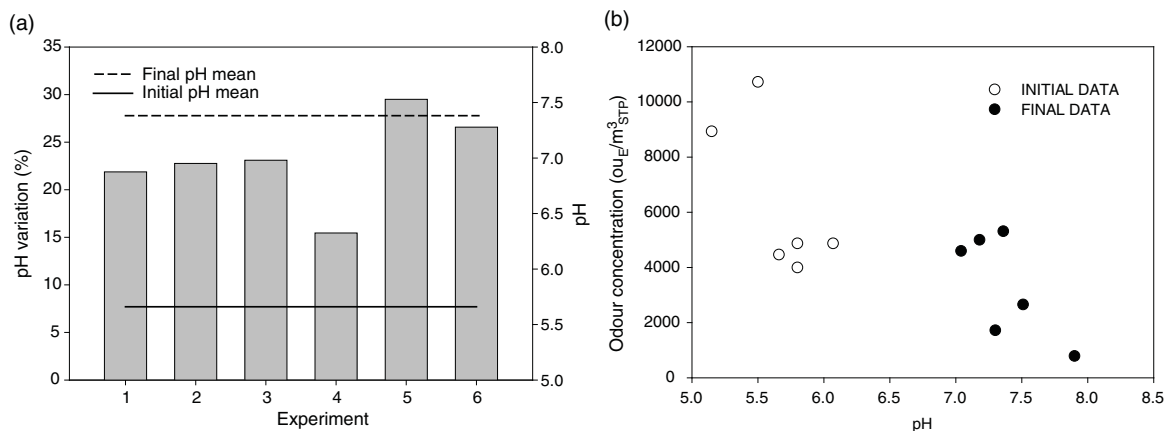 (a)
35
30
25
20
15
10
5
0
pH variation (%)
Final pH mean
Initial pH mean
8.0
7.5
7.0
6.5
6.0
5.5
5.0
pH
1 2 3 4 5 6
Experiment
(b)
12000
10000
8000
6000
4000
2000
0
Odour concentration (ou_E/m³_STP)
INITIAL DATA
FINAL DATA
5.0 5.5 6.0 6.5 7.0 7.5 8.0 8.5
pH